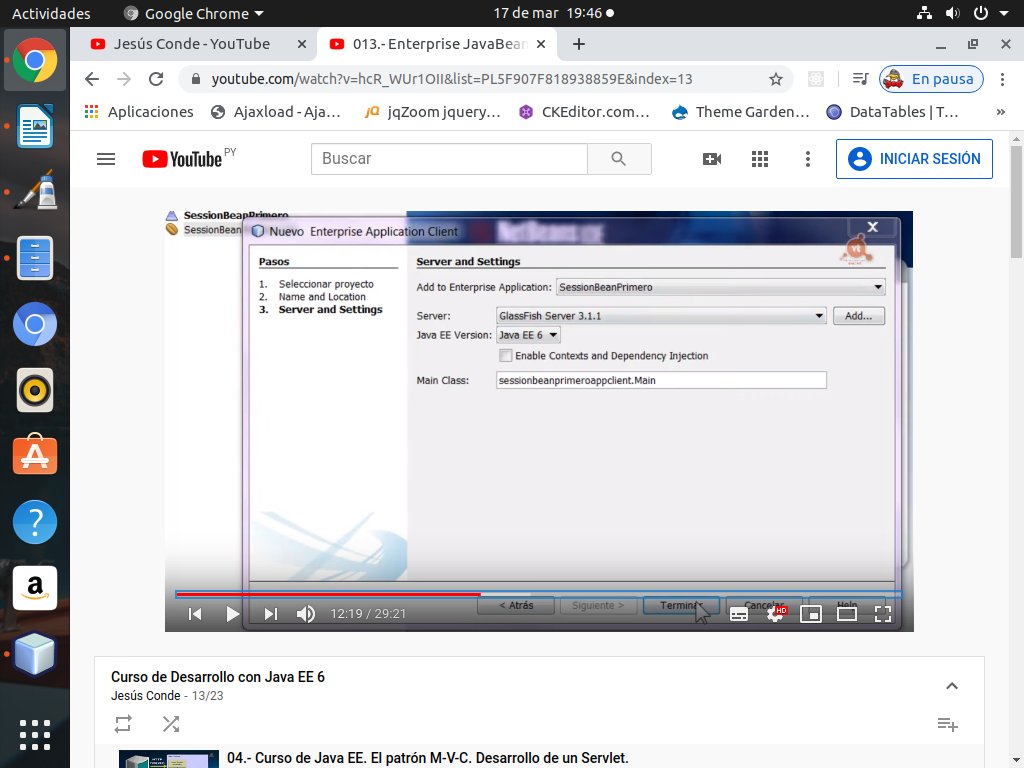 Actividades
Google Chrome
17 de mar 19:46
Jesús Conde - YouTube
013.- Enterprise JavaBean
youtube.com/watch?v=hcR_WUr1OII&list=PL5F907F818938859E&index=13
En pausa
Aplicaciones
Ajaxload - Aja...
jqZoom jquery...
CKEditor.com...
Theme Garden...
DataTables | T...
»
YouTube PY
Buscar
INICIAR SESIÓN
SessionBeanPrimero
SessionBean
NetBeans IDE
Nuevo Enterprise Application Client
Pasos
1. Seleccionar proyecto
2. Name and Location
3. Server and Settings
Server and Settings
Add to Enterprise Application: SessionBeanPrimero
Server: GlassFish Server 3.1.1 Add...
Java EE Version: Java EE 6
Enable Contexts and Dependency Injection
Main Class: sessionbeanprimeroappclient.Main
< Atrás Siguiente > Terminar Cancelar Help
12:19 / 29:21
HD
Curso de Desarrollo con Java EE 6
Jesús Conde - 13/23
04.- Curso de Java EE. El patrón M-V-C. Desarrollo de un Servlet.